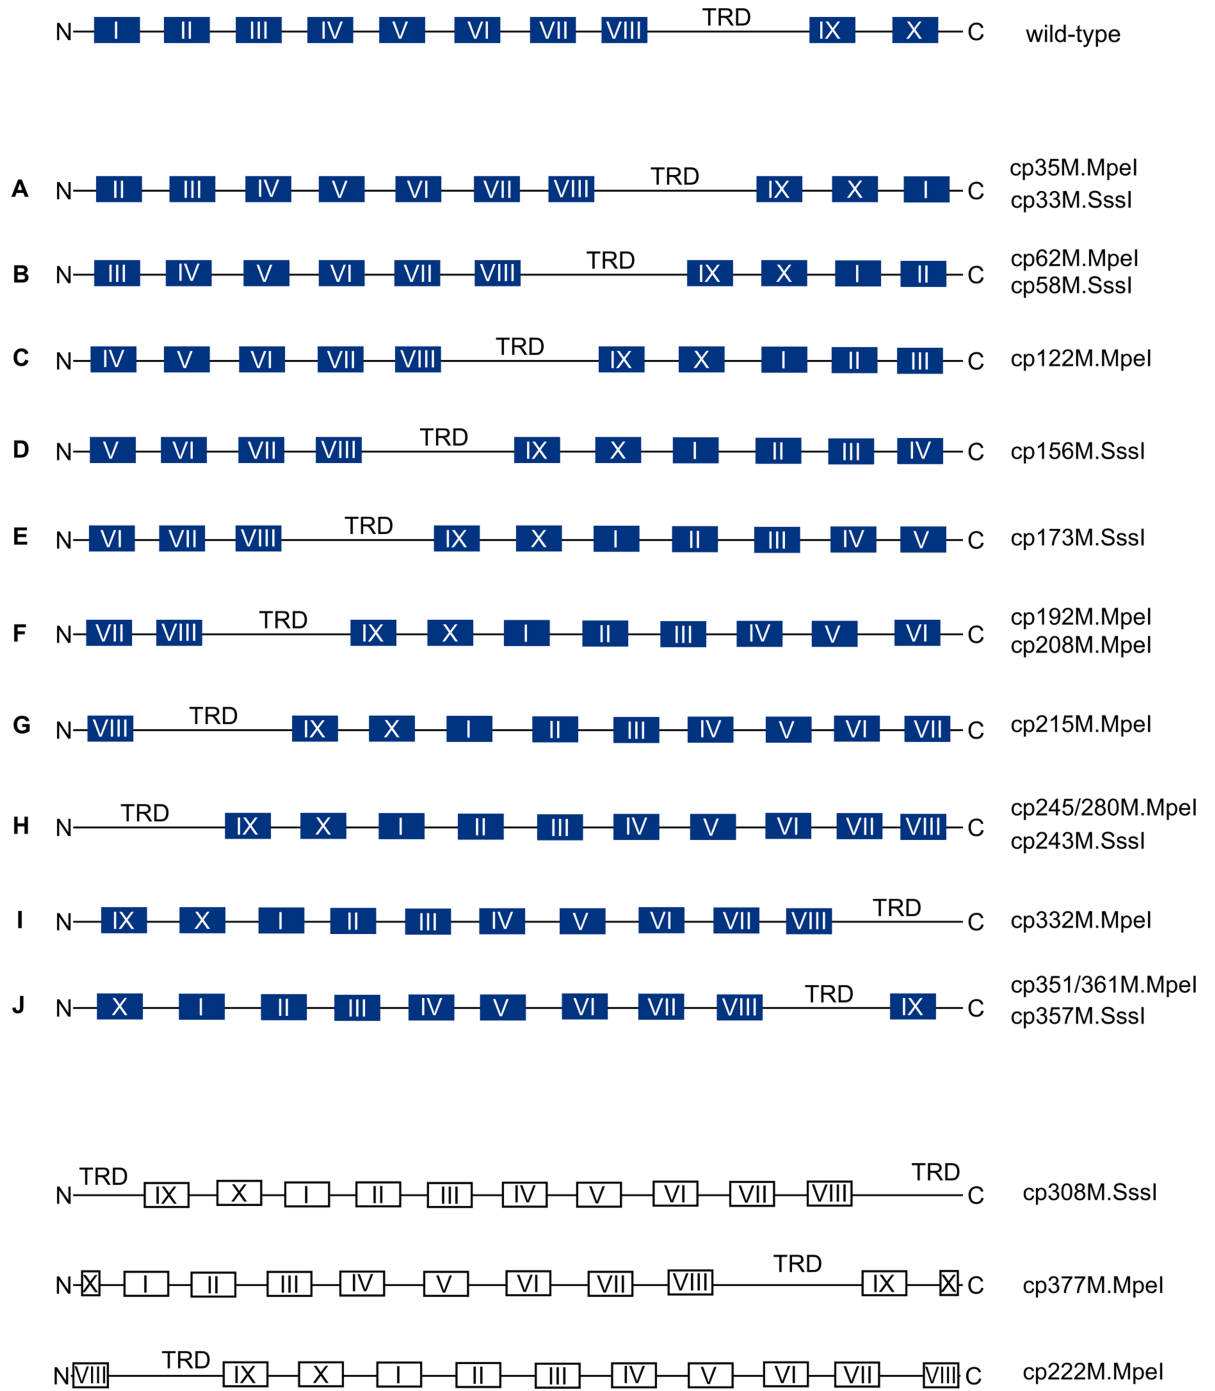 N I II III IV V VI VII VIII TRD IX X C wild-type
A N II III IV V VI VII VIII TRD IX X I C cp35M.MpeI
cp33M.SssI
B N III IV V VI VII VIII TRD IX X I II C cp62M.MpeI
cp58M.SssI
C N IV V VI VII VIII TRD IX X I II III C cp122M.MpeI
D N V VI VII VIII TRD IX X I II III IV C cp156M.SssI
E N VI VII VIII TRD IX X I II III IV V C cp173M.SssI
F N VII VIII TRD IX X I II III IV V VI C cp192M.MpeI
cp208M.MpeI
G N VIII TRD IX X I II III IV V VI VII C cp215M.MpeI
H N TRD IX X I II III IV V VI VII VIII C cp245/280M.MpeI
cp243M.SssI
I N IX X I II III IV V VI VII VIII TRD C cp332M.MpeI
J N X I II III IV V VI VII VIII TRD IX C cp351/361M.MpeI
cp357M.SssI
N TRD IX X I II III IV V VI VII VIII TRD C cp308M.SssI
N X I II III IV V VI VII VIII TRD IX X C cp377M.MpeI
N VIII TRD IX X I II III IV V VI VII VIII C cp222M.MpeI